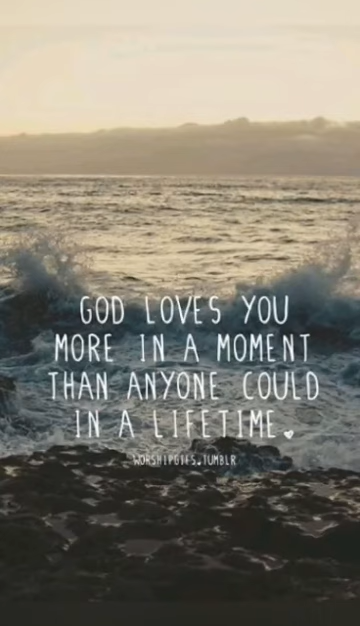 GOD LOVES YOU
MORE IN A MOMENT
THAN ANYONE COULD
IN A LIFETIME.
WORSHIPGIFS.TUMBLR